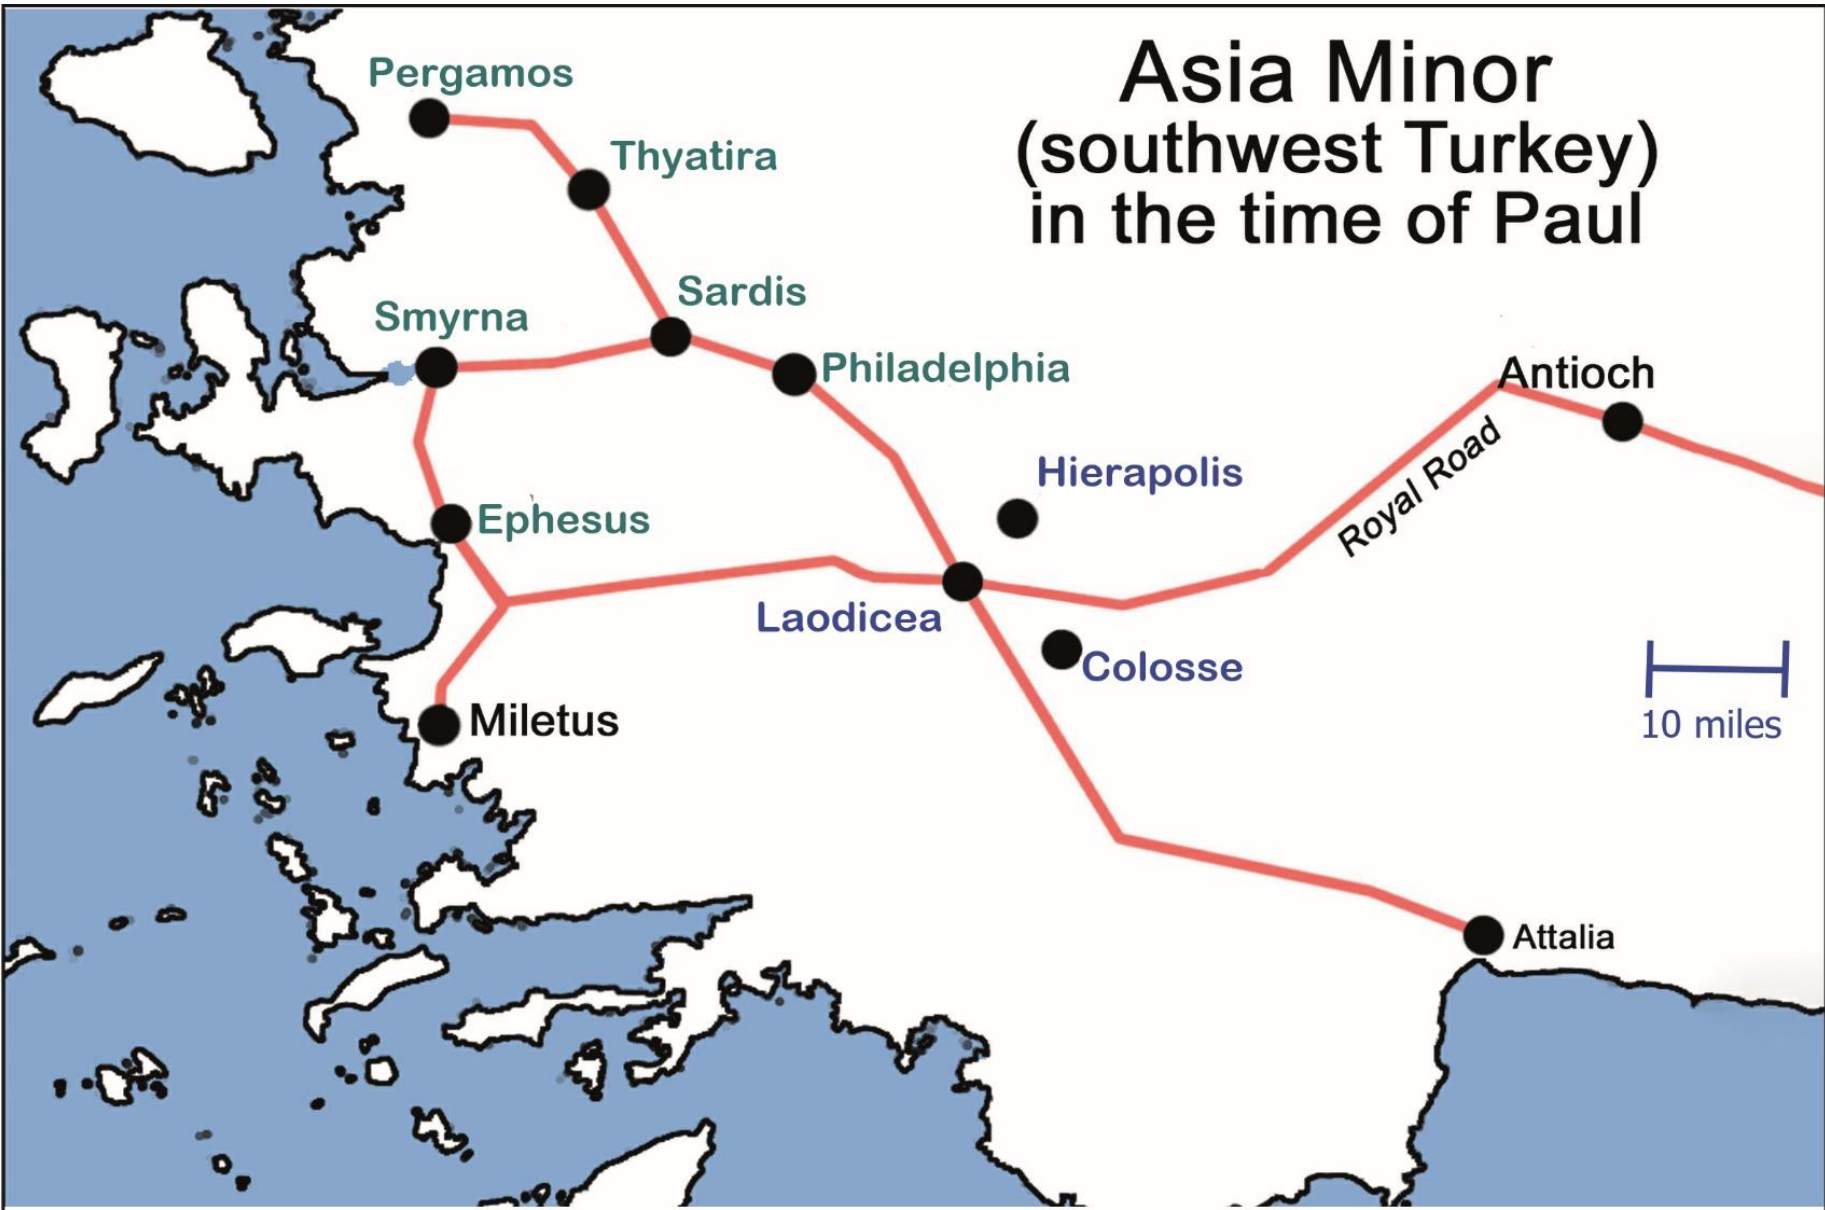 Asia Minor
(southwest Turkey)
in the time of Paul
Pergamos
Thyatira
Sardis
Smyrna
Philadelphia
Antioch
Royal Road
Hierapolis
Ephesus
Laodicea
Colosse
10 miles
Miletus
Attalia